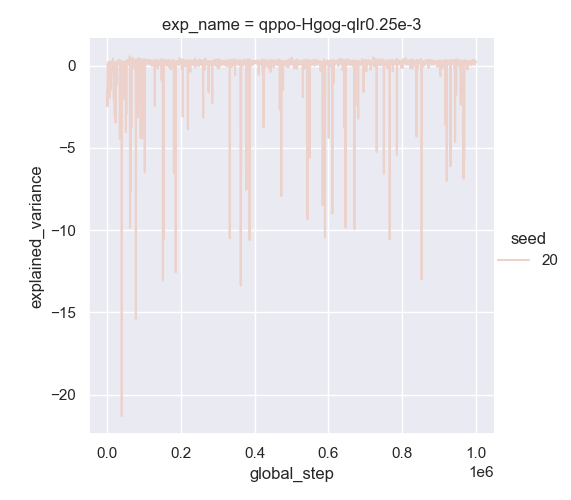 exp_name = qppo-Hgog-qlr0.25e-3
0
−5
−10
−15
−20
explained_variance
0.0 0.2 0.4 0.6 0.8 1.0
1e6
global_step
seed
20